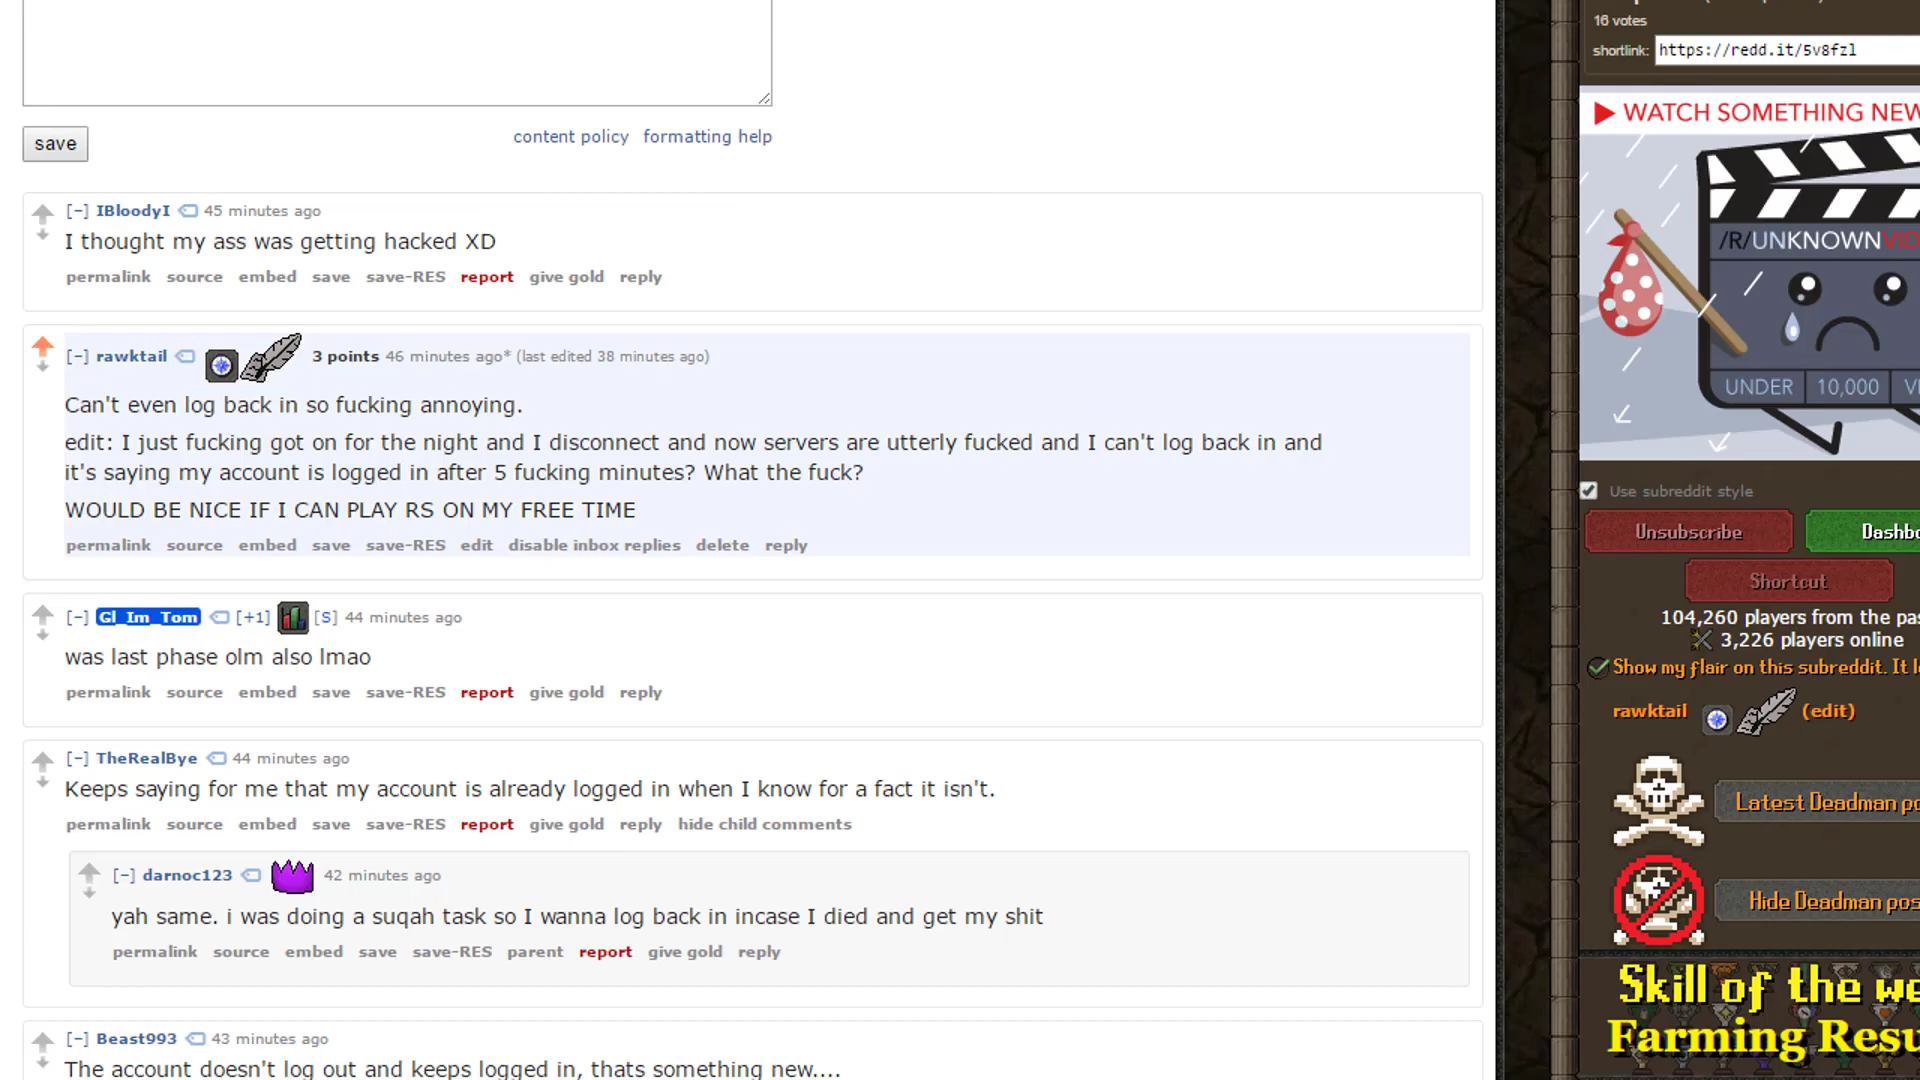 save
content policy formatting help
[-] IBloodyI 45 minutes ago
I thought my ass was getting hacked XD
permalink source embed save save-RES report give gold reply
[-] rawktail 3 points 46 minutes ago* (last edited 38 minutes ago)
Can't even log back in so fucking annoying.
edit: I just fucking got on for the night and I disconnect and now servers are utterly fucked and I can't log back in and
it's saying my account is logged in after 5 fucking minutes? What the fuck?
WOULD BE NICE IF I CAN PLAY RS ON MY FREE TIME
permalink source embed save save-RES edit disable inbox replies delete reply
[-] Gl_Im_Tom [+1] [S] 44 minutes ago
was last phase olm also lmao
permalink source embed save save-RES report give gold reply
[-] TheRealBye 44 minutes ago
Keeps saying for me that my account is already logged in when I know for a fact it isn't.
permalink source embed save save-RES report give gold reply hide child comments
[-] darnoc123 42 minutes ago
yah same. i was doing a suqah task so I wanna log back in incase I died and get my shit
permalink source embed save save-RES parent report give gold reply
[-] Beast993 43 minutes ago
The account doesn't log out and keeps logged in, thats something new....
16 votes
shortlink: https://redd.it/5v8fzl
WATCH SOMETHING NEW
/R/UNKNOWNVID
UNDER 10,000 VI
Use subreddit style
Unsubscribe Dashbo
Shortcut
104,260 players from the pas
3,226 players online
Show my flair on this subreddit. It l
rawktail (edit)
Latest Deadman po
Hide Deadman pos
Skill of the we
Farming Resu